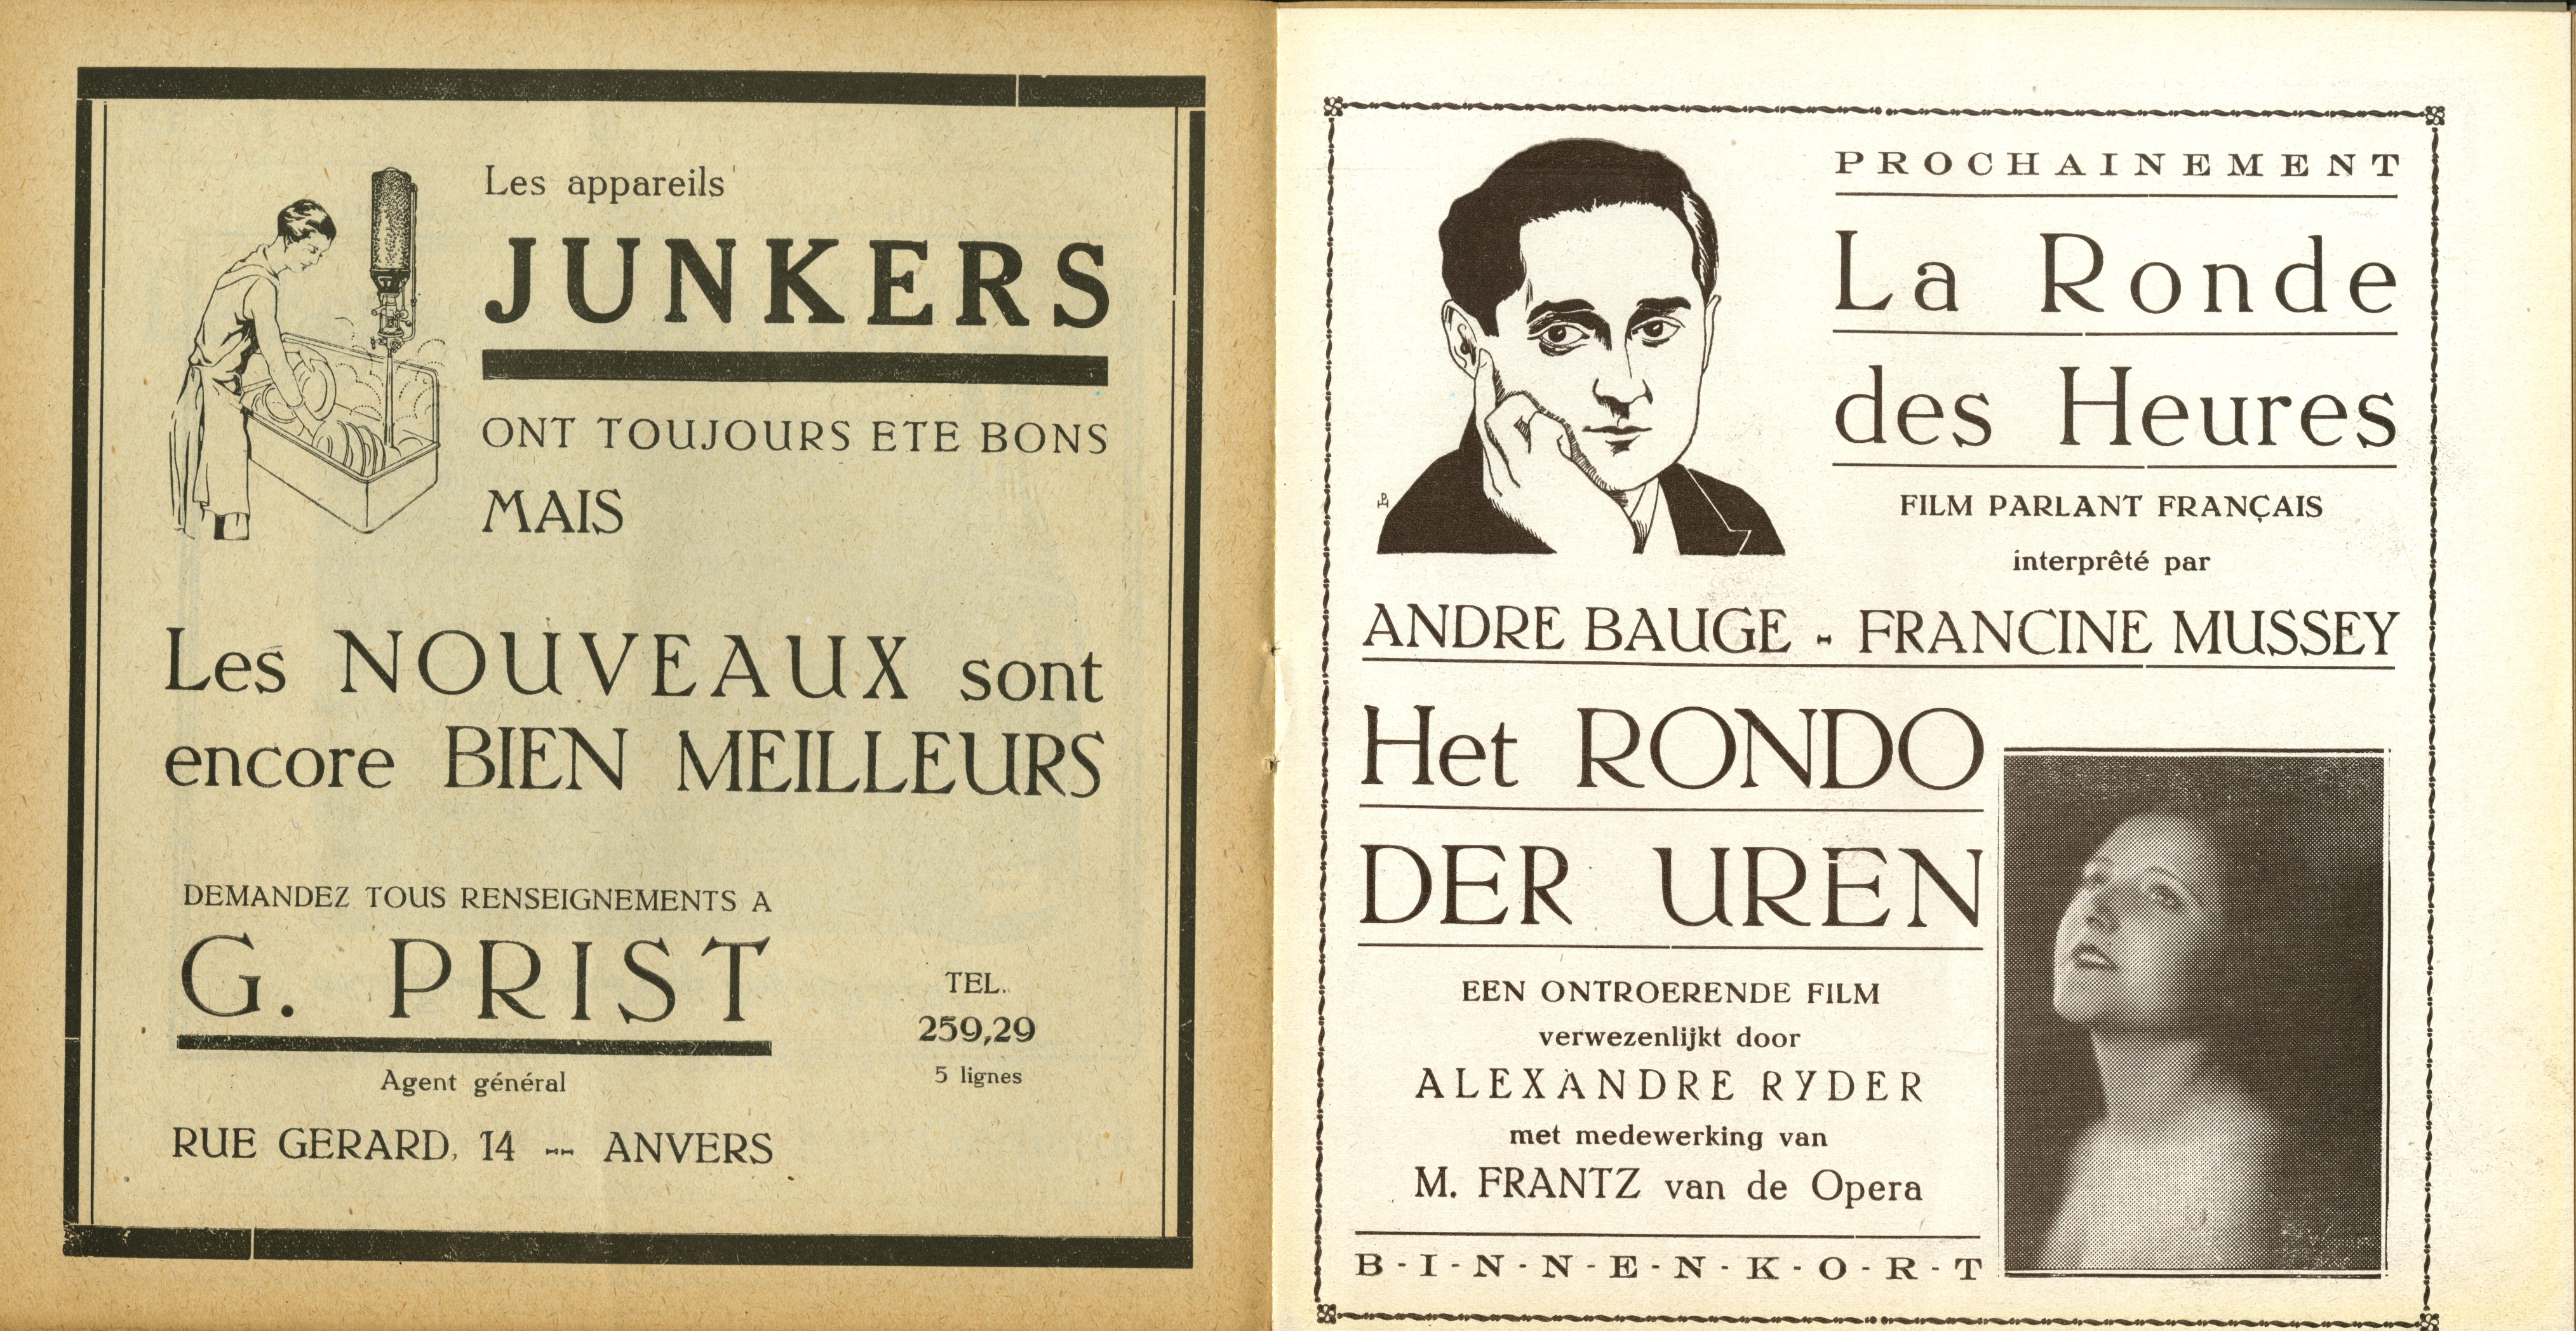 Les appareils
JUNKERS
ONT TOUJOURS ETE BONS
MAIS
Les NOUVEAUX sont
encore BIEN MEILLEURS
DEMANDEZ TOUS RENSEIGNEMENTS A
G. PRIST
Agent général
RUE GERARD, 14 -- ANVERS
TEL.
259,29
5 lignes
PROCHAINEMENT
La Ronde
des Heures
FILM PARLANT FRANÇAIS
interprêté par
ANDRE BAUGE - FRANCINE MUSSEY
Het RONDO
DER UREN
EEN ONTROERENDE FILM
verwezenlijkt door
ALEXANDRE RYDER
met medewerking van
M. FRANTZ van de Opera
B-I-N-N-E-N-K-O-R-T